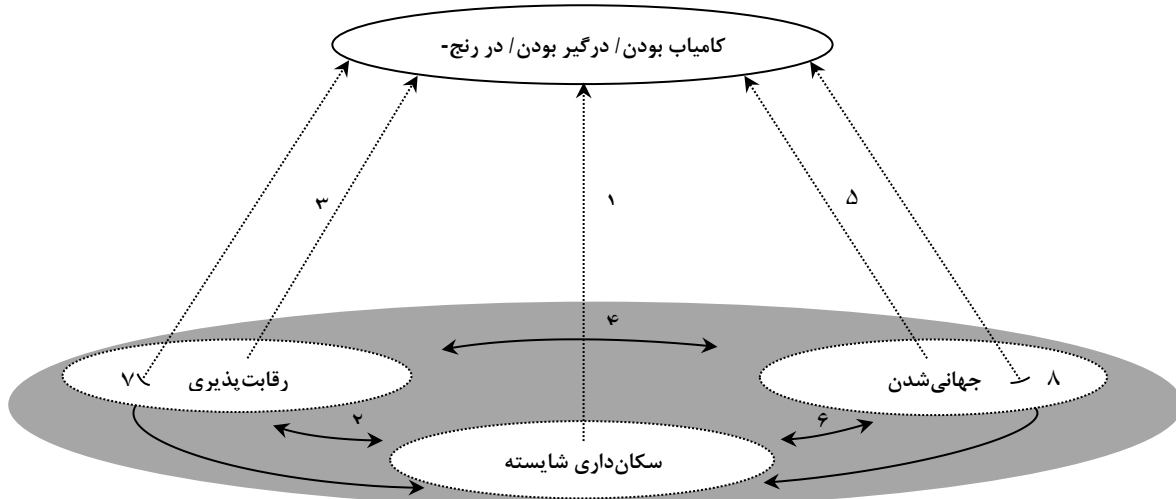 کامیاب بودن/ درگیر بودن/ در رنج-
۳
۱
۵
۴
۷
رقابت‌پذیری
جهانی‌شدن
۸
۲
۶
سکان‌داری شایسته